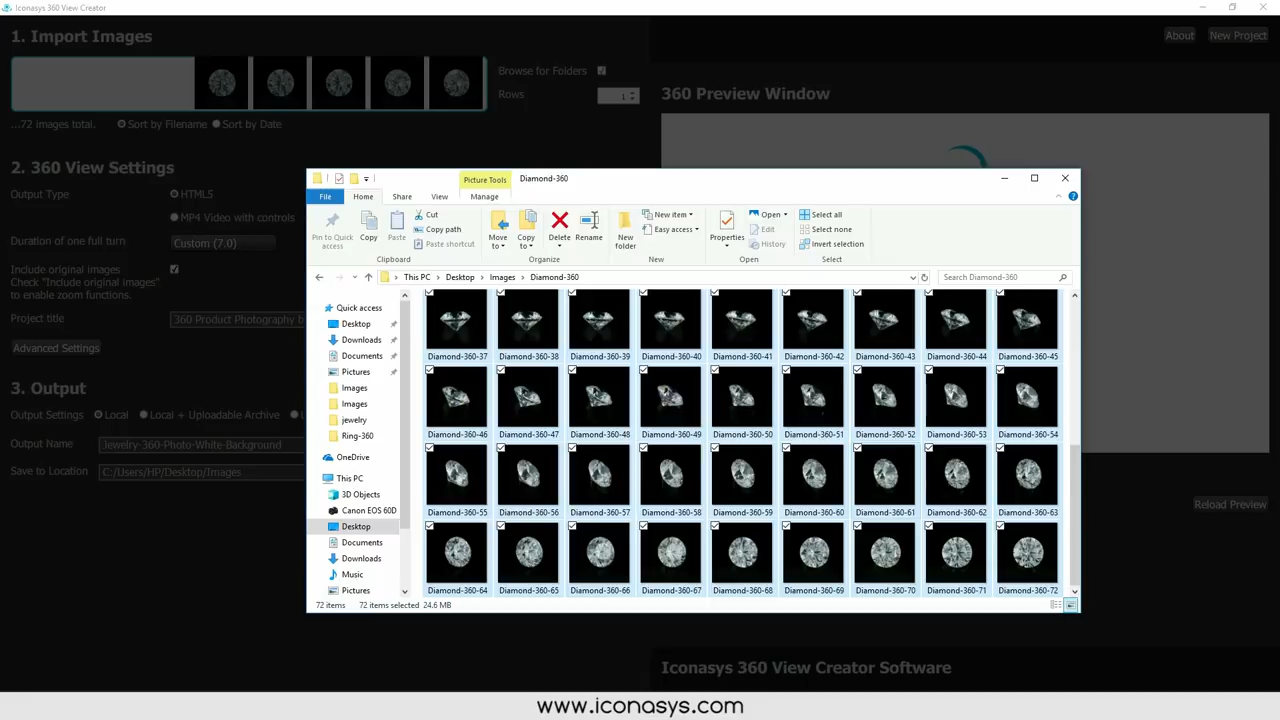 Iconasys 360 View Creator
1. Import Images
About
New Project
Browse for Folders
Rows
1
...72 images total.
Sort by Filename
Sort by Date
360 Preview Window
2. 360 View Settings
Output Type
HTML5
MP4 Video with controls
Duration of one full turn
Custom (7.0)
Include original images
Check "Include original images"
to enable zoom functions.
Project title
360 Product Photography b
Advanced Settings
3. Output
Output Settings
Local
Local + Uploadable Archive
U
Output Name
Jewelry-360-Photo-White-Background
Save to Location
C:/Users/HP/Desktop/Images
Reload Preview
Iconasys 360 View Creator Software
Picture Tools
Diamond-360
File
Home
Share
View
Manage
Pin to Quick
access
Copy
Paste
Cut
Copy path
Paste shortcut
Clipboard
Move
to
Copy
to
Delete
Rename
Organize
New
folder
New item
Easy access
New
Properties
Open
Edit
History
Open
Select all
Select none
Invert selection
Select
This PC
Desktop
Images
Diamond-360
Search Diamond-360
Quick access
Desktop
Downloads
Documents
Pictures
Images
Images
jewelry
Ring-360
OneDrive
This PC
3D Objects
Canon EOS 60D
Desktop
Documents
Downloads
Music
Pictures
Diamond-360-37
Diamond-360-38
Diamond-360-39
Diamond-360-40
Diamond-360-41
Diamond-360-42
Diamond-360-43
Diamond-360-44
Diamond-360-45
Diamond-360-46
Diamond-360-47
Diamond-360-48
Diamond-360-49
Diamond-360-50
Diamond-360-51
Diamond-360-52
Diamond-360-53
Diamond-360-54
Diamond-360-55
Diamond-360-56
Diamond-360-57
Diamond-360-58
Diamond-360-59
Diamond-360-60
Diamond-360-61
Diamond-360-62
Diamond-360-63
Diamond-360-64
Diamond-360-65
Diamond-360-66
Diamond-360-67
Diamond-360-68
Diamond-360-69
Diamond-360-70
Diamond-360-71
Diamond-360-72
72 items
72 items selected
24.6 MB
www.iconasys.com